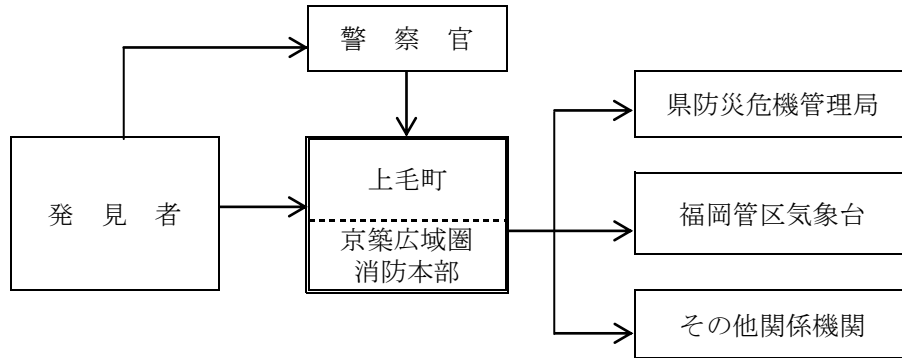 警 察 官
発 見 者
上毛町
京築広域圏
消防本部
県防災危機管理局
福岡管区気象台
その他関係機関